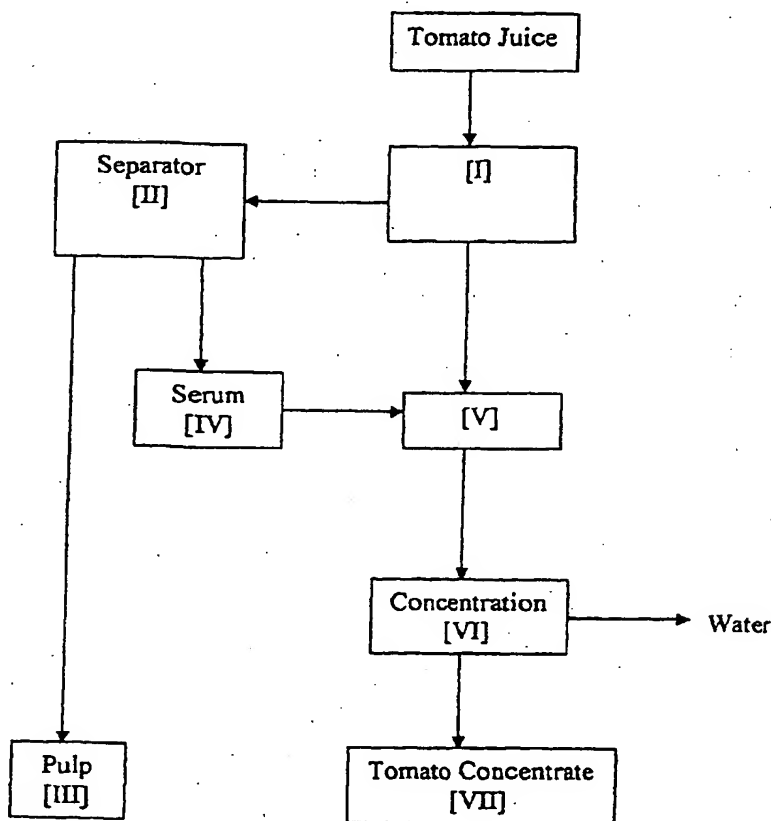 Tomato Juice
[I]
Separator
[II]
Serum
[IV]
[V]
Concentration
[VI]
Water
Pulp
[III]
Tomato Concentrate
[VII]